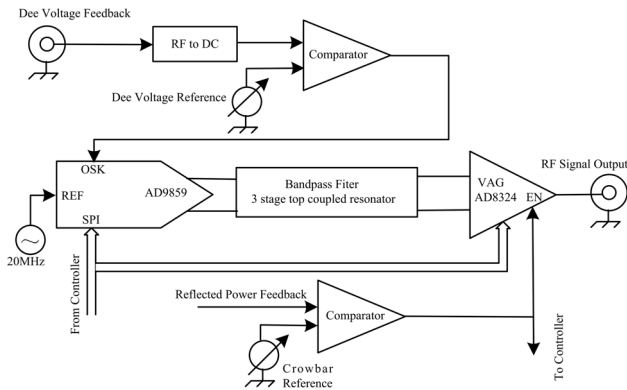 Dee Voltage Feedback
RF to DC
Comparator
Dee Voltage Reference
OSK
REF
AD9859
SPI
20MHz
Bandpass Fiter
3 stage top coupled resonator
VAG
AD8324
EN
RF Signal Output
From Controller
Reflected Power Feedback
Comparator
Crowbar
Reference
To Controller